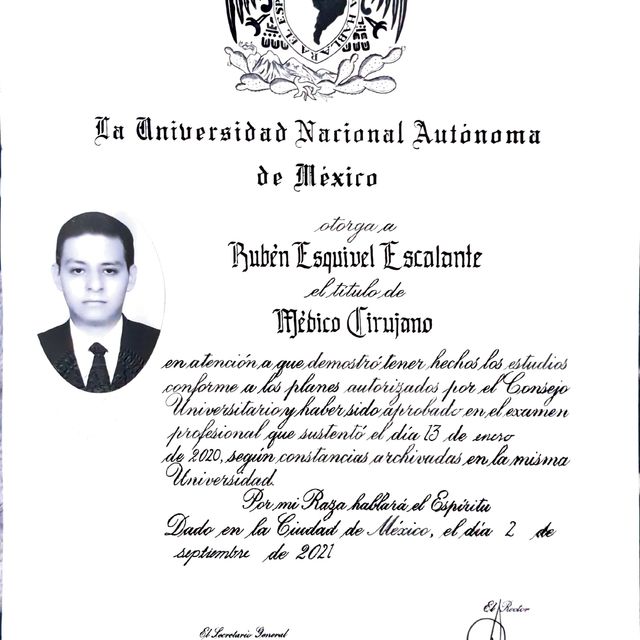 HABLARA EL ESP
La Universidad Nacional Autónoma
de México
otorga a
Rubén Esquivel Escalante
el título de
Médico Cirujano
en atención a que demostró tener hechos los estudios
conforme a los planes autorizados por el Consejo
Universitario y haber sido aprobado en el examen
profesional que sustentó el día 13 de enero
de 2020, según constancias archivadas en la misma
Universidad.
Por mi Raza hablará el Espíritu
Dado en la Ciudad de México, el día 2 de
septiembre de 2021
El Rector
El Secretario General